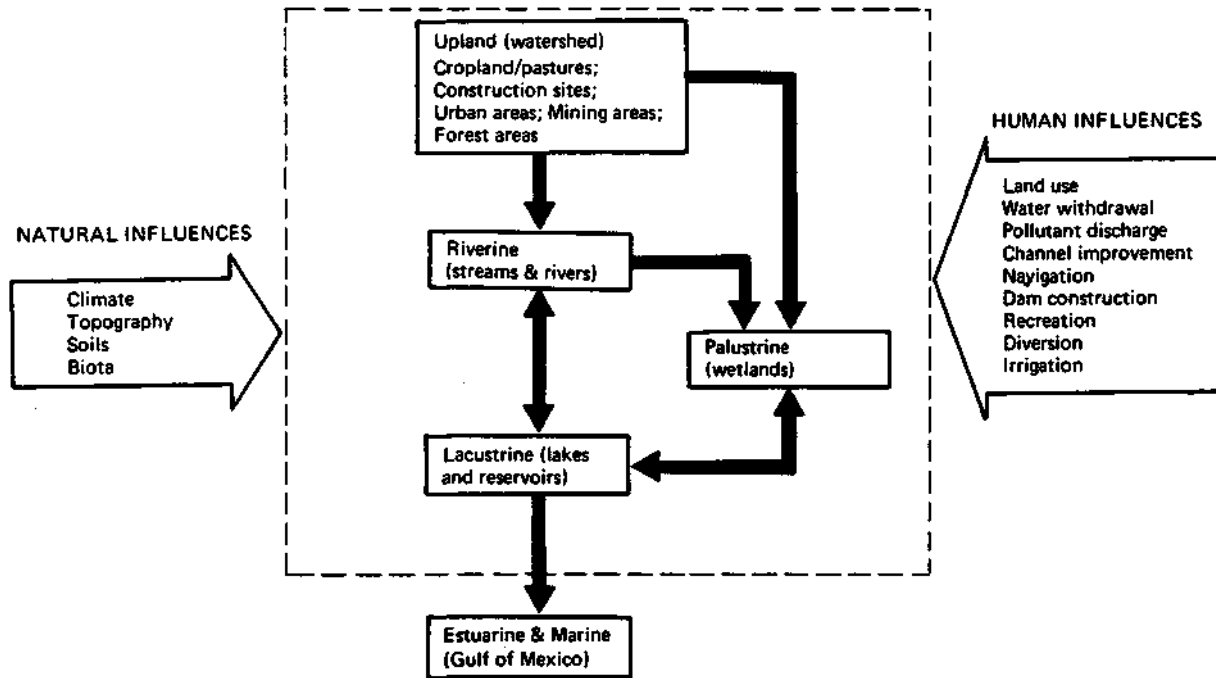 Upland (watershed)
Cropland/pastures;
Construction sites;
Urban areas; Mining areas;
Forest areas
HUMAN INFLUENCES
Land use
Water withdrawal
Pollutant discharge
Channel improvement
Nayigation
Dam construction
Recreation
Diversion
Irrigation
NATURAL INFLUENCES
Climate
Topography
Soils
Biota
Riverine
(streams & rivers)
Palustrine
(wetlands)
Lacustrine (lakes
and reservoirs)
Estuarine & Marine
(Gulf of Mexico)